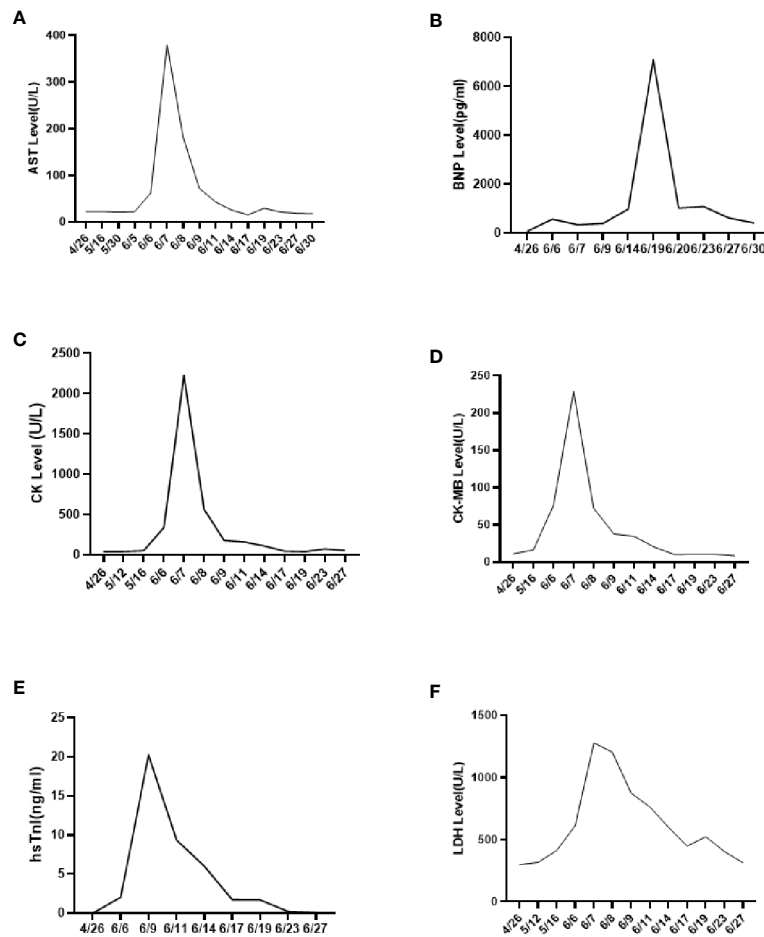 A
AST Level(U/L)
400
300
200
100
0
4/26 5/16 5/30 6/5 6/6 6/7 6/8 6/9 6/11 6/14 6/17 6/19 6/23 6/27 6/30
B
BNP Level(pg/ml)
8000
6000
4000
2000
0
4/26 6/6 6/7 6/9 6/14 6/19 6/20 6/23 6/27 6/30
C
CK Level (U/L)
2500
2000
1500
1000
500
0
4/26 5/12 5/16 6/6 6/7 6/8 6/9 6/11 6/14 6/17 6/19 6/23 6/27
D
CK-MB Level(U/L)
250
200
150
100
50
0
4/26 5/16 6/6 6/7 6/8 6/9 6/11 6/14 6/17 6/19 6/23 6/27
E
hsTnI(ng/ml)
25
20
15
10
5
0
4/26 6/6 6/9 6/11 6/14 6/17 6/19 6/23 6/27
F
LDH Level(U/L)
1500
1000
500
0
4/26 5/12 5/16 6/6 6/7 6/8 6/9 6/11 6/14 6/17 6/19 6/23 6/27